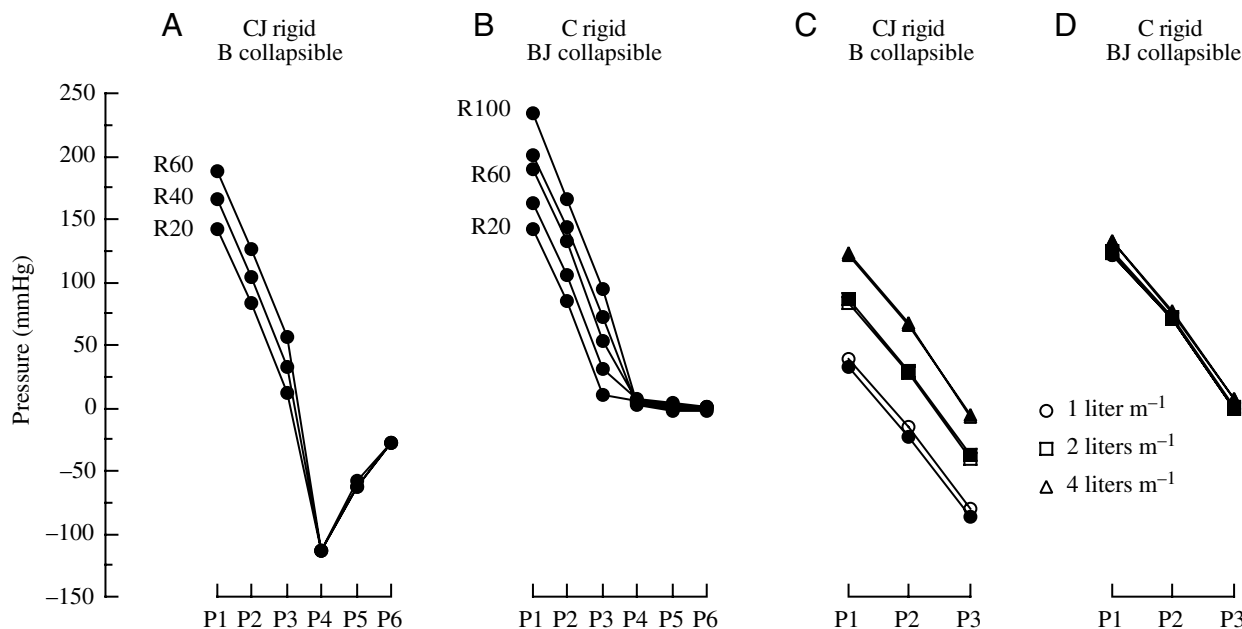 A
CJ rigid
B collapsible
B
C rigid
BJ collapsible
C
CJ rigid
B collapsible
D
C rigid
BJ collapsible
Pressure (mmHg)
250
200
150
100
50
0
−50
−100
−150
R60
R40
R20
R100
R60
R20
1 liter m−1
2 liters m−1
4 liters m−1
P1 P2 P3 P4 P5 P6
P1 P2 P3 P4 P5 P6
P1 P2 P3
P1 P2 P3